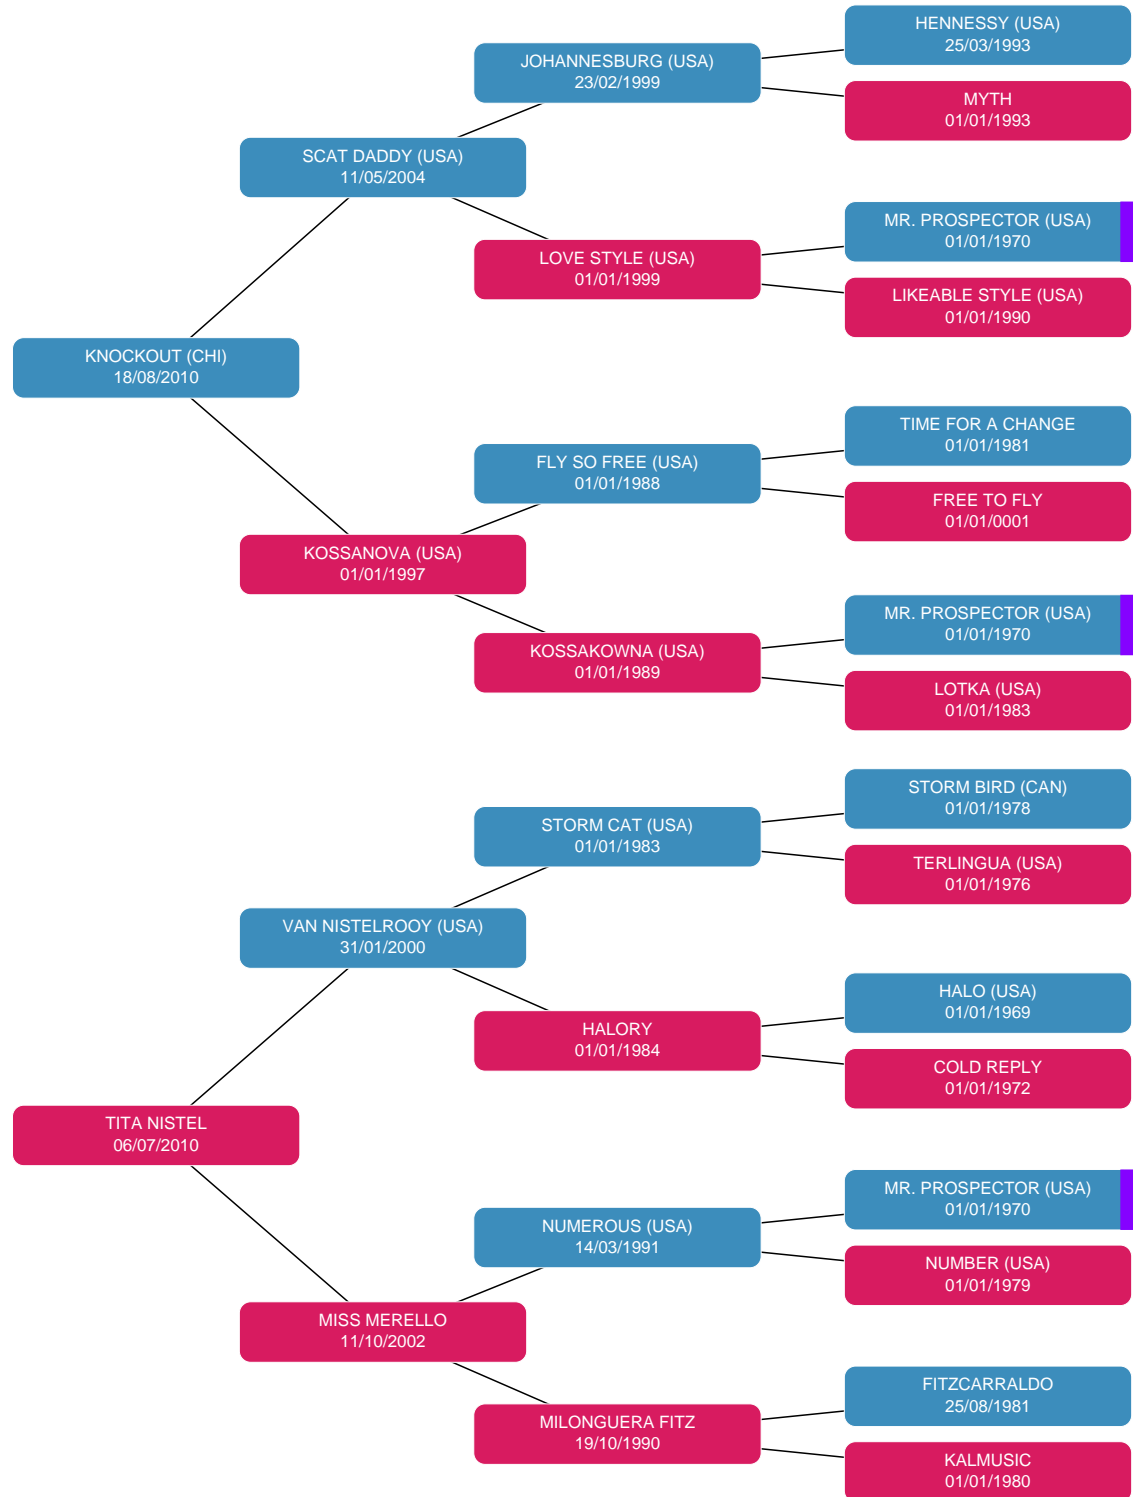 HENNESSY (USA)
25/03/1993
JOHANNESBURG (USA)
23/02/1999
MYTH
01/01/1993
SCAT DADDY (USA)
11/05/2004
MR. PROSPECTOR (USA)
01/01/1970
LOVE STYLE (USA)
01/01/1999
LIKEABLE STYLE (USA)
01/01/1990
KNOCKOUT (CHI)
18/08/2010
TIME FOR A CHANGE
01/01/1981
FLY SO FREE (USA)
01/01/1988
FREE TO FLY
01/01/0001
KOSSANOVA (USA)
01/01/1997
MR. PROSPECTOR (USA)
01/01/1970
KOSSAKOWNA (USA)
01/01/1989
LOTKA (USA)
01/01/1983
STORM BIRD (CAN)
01/01/1978
STORM CAT (USA)
01/01/1983
TERLINGUA (USA)
01/01/1976
VAN NISTELROOY (USA)
31/01/2000
HALO (USA)
01/01/1969
HALORY
01/01/1984
COLD REPLY
01/01/1972
TITA NISTEL
06/07/2010
MR. PROSPECTOR (USA)
01/01/1970
NUMEROUS (USA)
14/03/1991
NUMBER (USA)
01/01/1979
MISS MERELLO
11/10/2002
FITZCARRALDO
25/08/1981
MILONGUERA FITZ
19/10/1990
KALMUSIC
01/01/1980